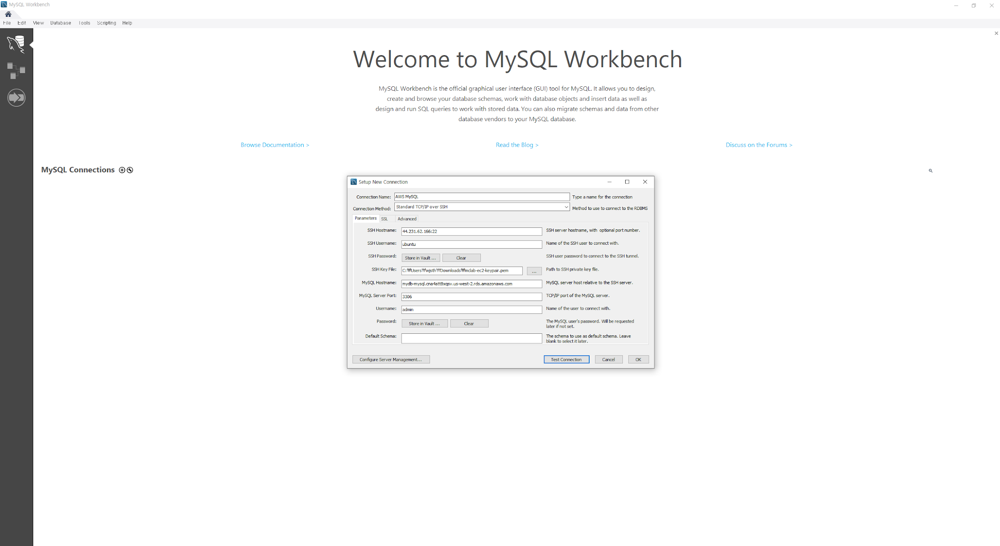 MySQL Workbench
File Edit View Database Tools Scripting Help
Welcome to MySQL Workbench
MySQL Workbench is the official graphical user interface (GUI) tool for MySQL. It allows you to design,
create and browse your database schemas, work with database objects and insert data as well as
design and run SQL queries to work with stored data. You can also migrate schemas and data from other
database vendors to your MySQL database.
Browse Documentation >
Read the Blog >
Discuss on the Forums >
MySQL Connections
Setup New Connection
Connection Name: AWS MySQL Type a name for the connection
Connection Method: Standard TCP/IP over SSH Method to use to connect to the RDBMS
Parameters SSL Advanced
SSH Hostname: 44.231.62.166:22 SSH server hostname, with optional port number.
SSH Username: ubuntu Name of the SSH user to connect with.
SSH Password: Store in Vault ... Clear SSH user password to connect to the SSH tunnel.
SSH Key File: C:₩Users₩wjsth₩Downloads₩mclab-ec2-keypair.pem ... Path to SSH private key file.
MySQL Hostname: mydb-mysql.cna4att8xqsv.us-west-2.rds.amazonaws.com MySQL server host relative to the SSH server.
MySQL Server Port: 3306 TCP/IP port of the MySQL server.
Username: admin Name of the user to connect with.
Password: Store in Vault ... Clear The MySQL user's password. Will be requested
later if not set.
Default Schema: The schema to use as default schema. Leave
blank to select it later.
Configure Server Management... Test Connection Cancel OK